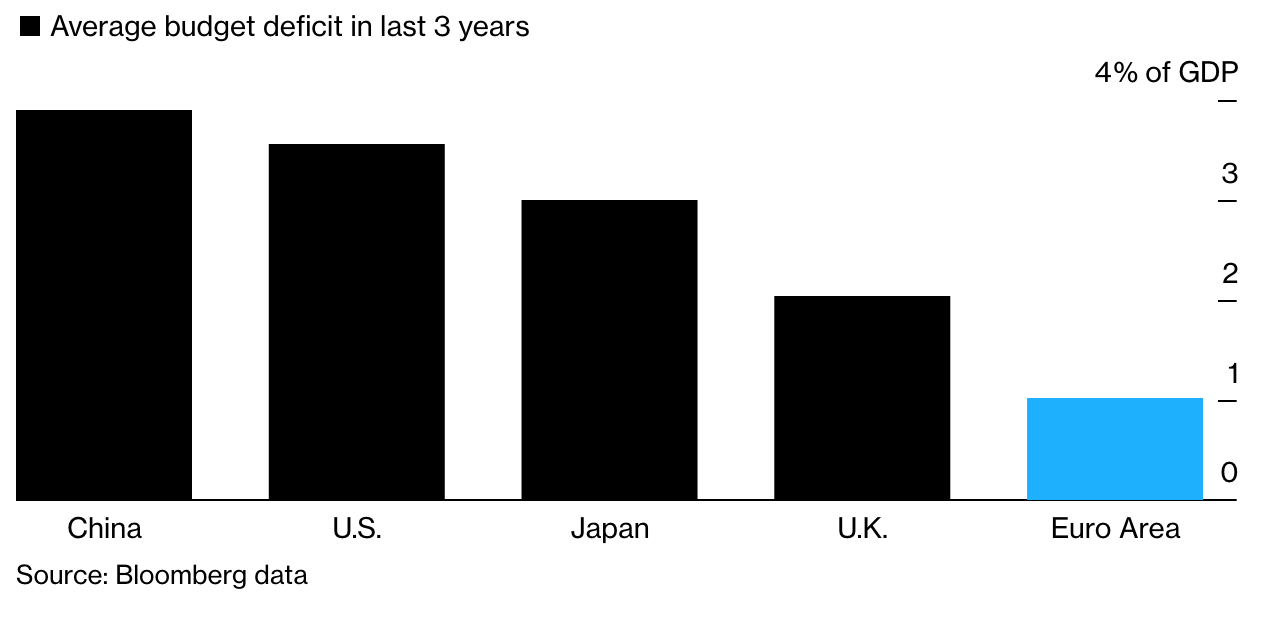 Average budget deficit in last 3 years
4% of GDP
3
2
1
0
China U.S. Japan U.K. Euro Area
Source: Bloomberg data